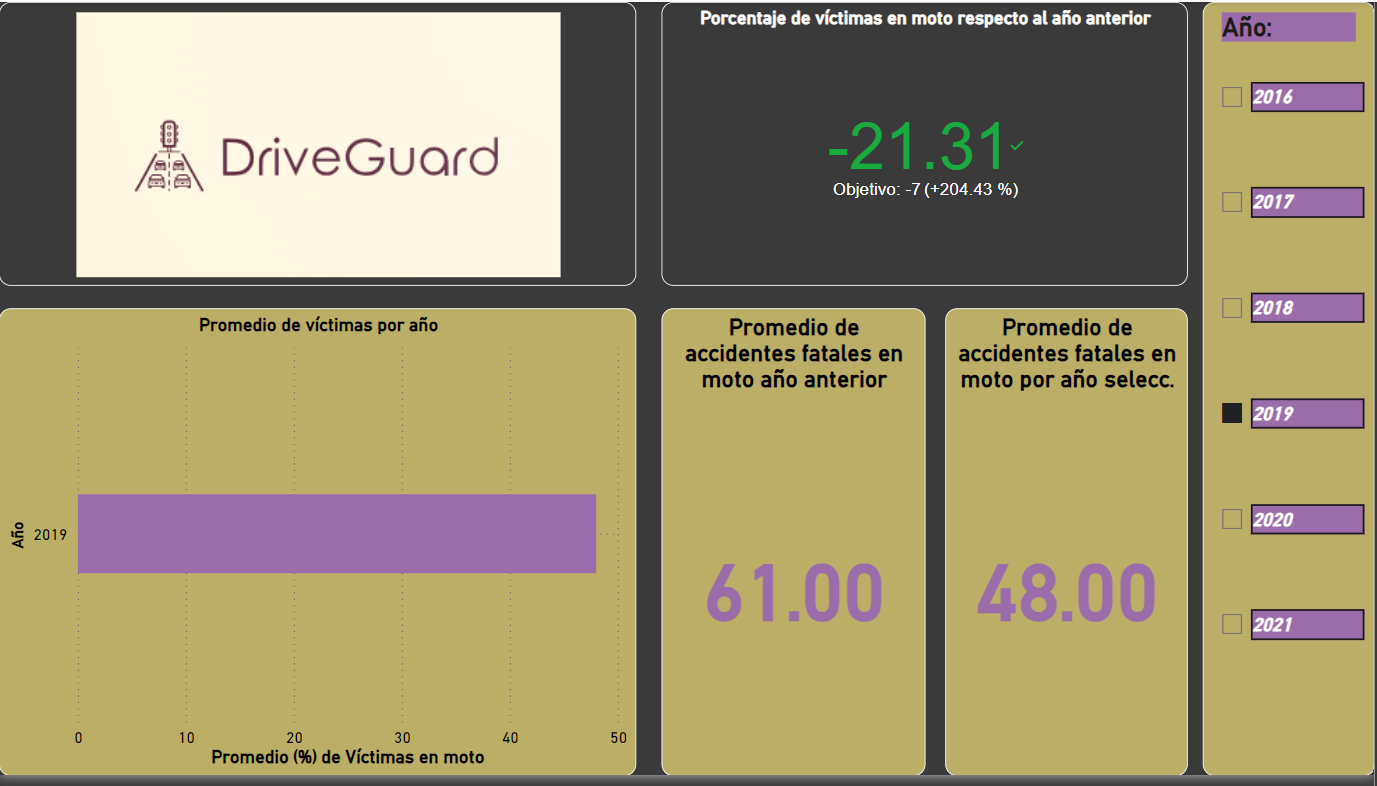 DriveGuard
Porcentaje de víctimas en moto respecto al año anterior
-21.31
Objetivo: -7 (+204.43 %)
Año:
2016
2017
2018
2019
2020
2021
Promedio de víctimas por año
Año
2019
0 10 20 30 40 50
Promedio (%) de Víctimas en moto
Promedio de
accidentes fatales en
moto año anterior
61.00
Promedio de
accidentes fatales en
moto por año selecc.
48.00